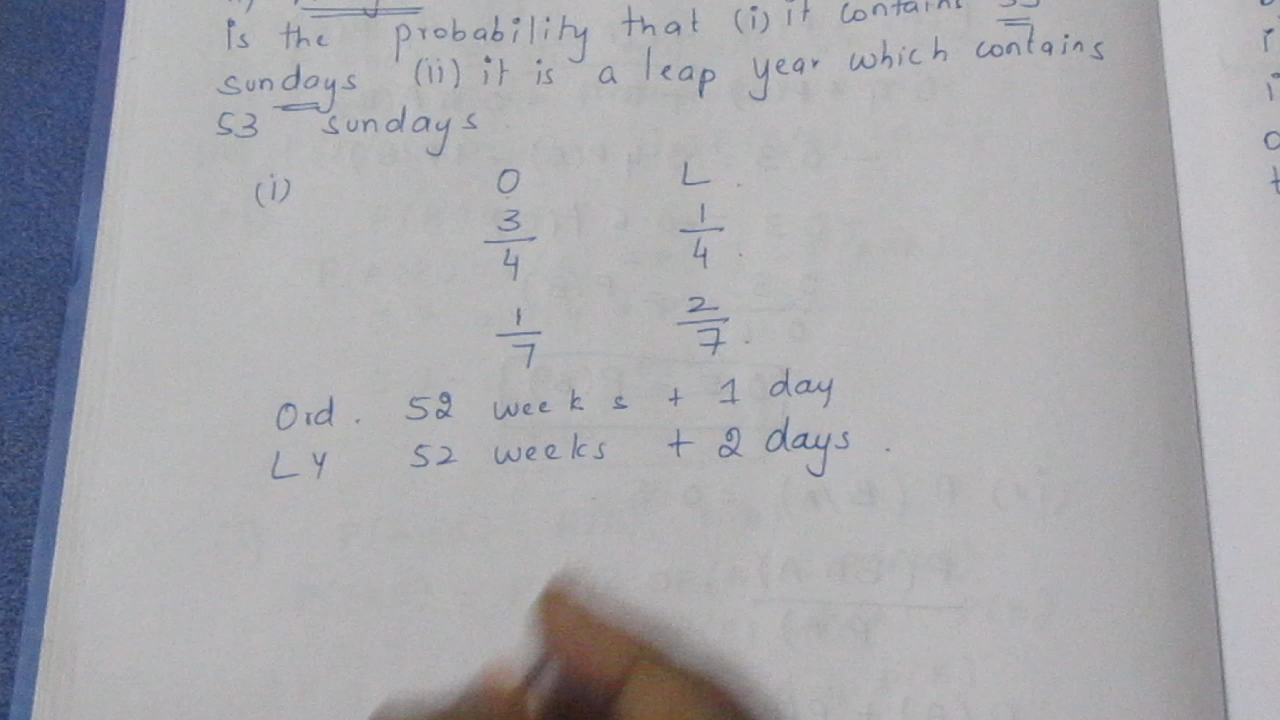 is the probability that (i) it contains 53
sundays (ii) it is a leap year which contains
53 sundays
(i) O L
3/4 1/4
1/7 2/7
Ord. 52 weeks + 1 day
LY 52 weeks + 2 days.